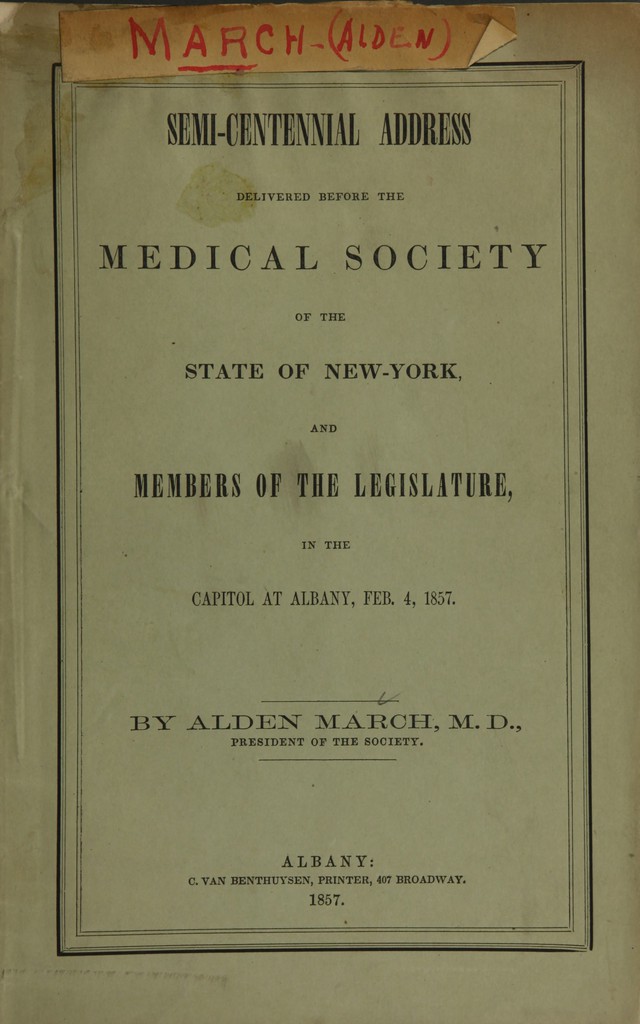 MARCH-(ALDEN)
SEMI-CENTENNIAL ADDRESS
DELIVERED BEFORE THE
MEDICAL SOCIETY
OF THE
STATE OF NEW-YORK,
AND
MEMBERS OF THE LEGISLATURE,
IN THE
CAPITOL AT ALBANY, FEB. 4, 1857.
BY ALDEN MARCH, M. D.,
PRESIDENT OF THE SOCIETY.
ALBANY:
C. VAN BENTHUYSEN, PRINTER, 407 BROADWAY.
1857.